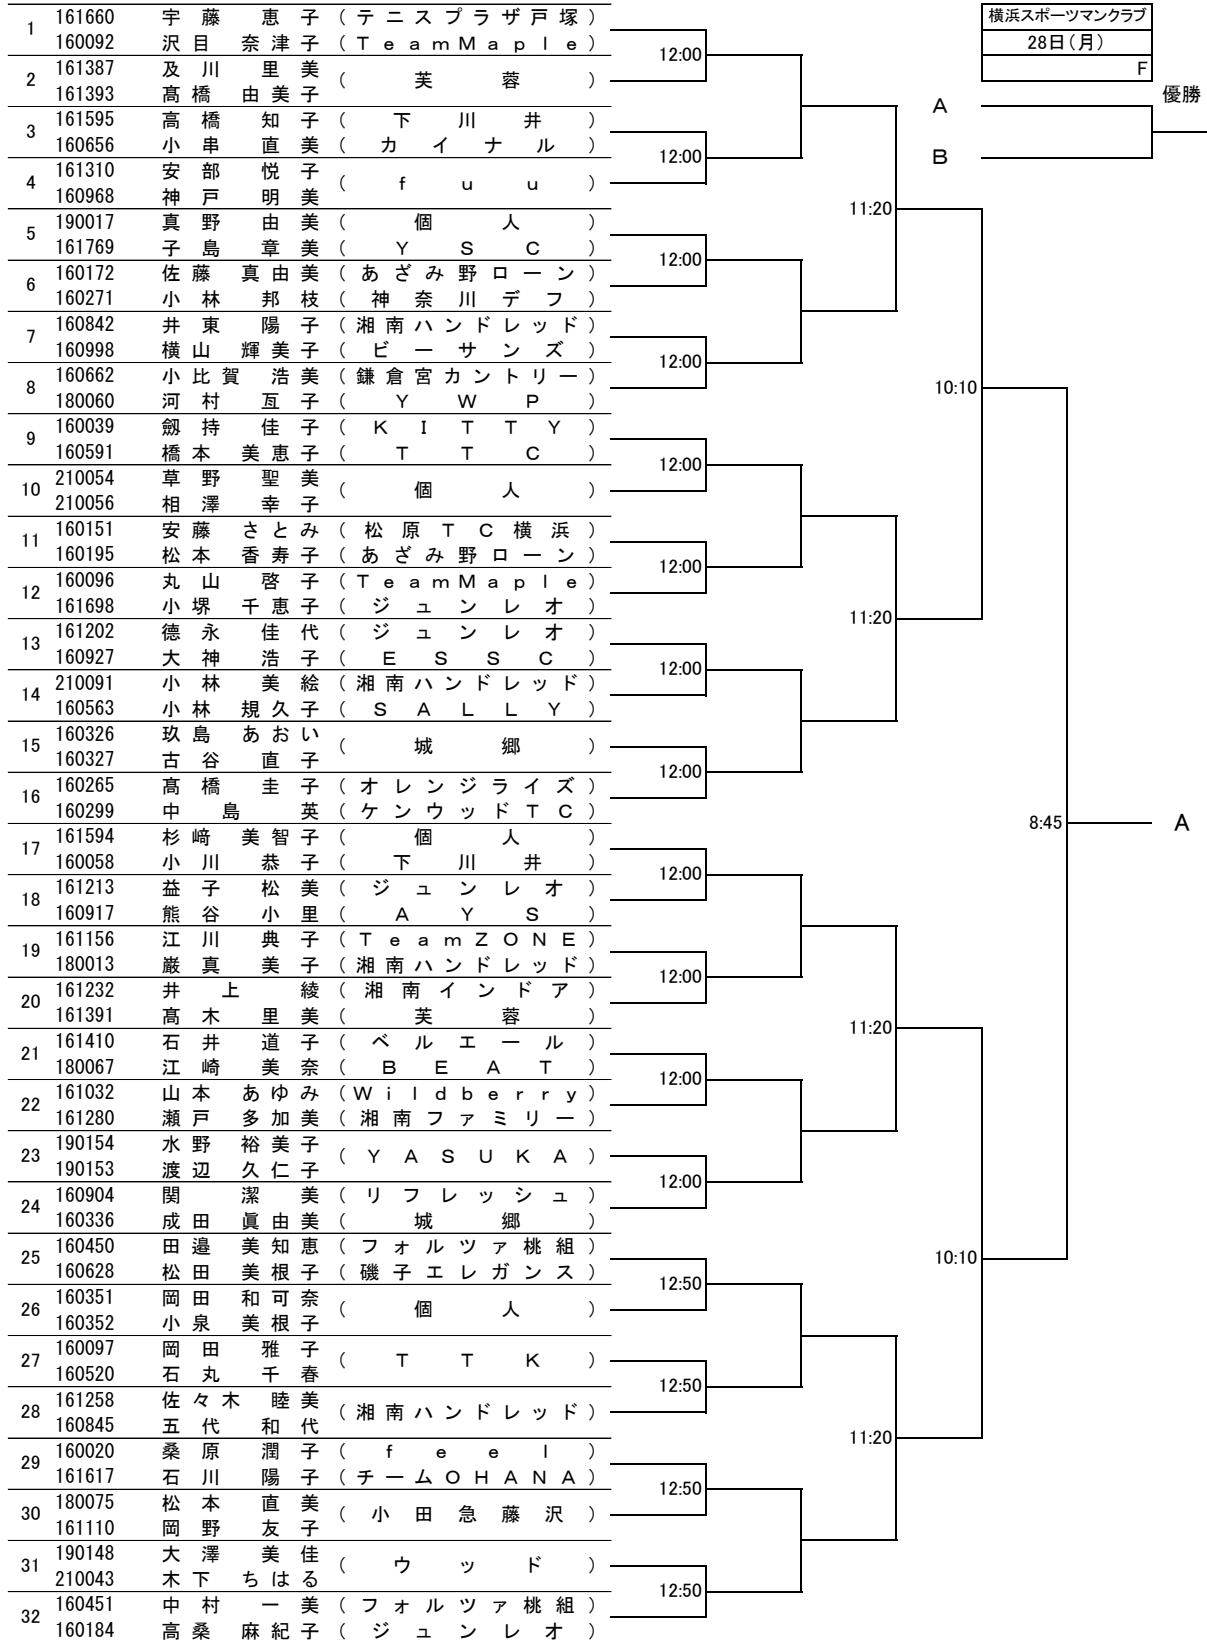 横浜スポーツマンクラブ
28日(月)
F
優勝
A
B
1 161660 宇藤 恵子 (テニスプラザ戸塚)
160092 沢目 奈津子 (TeamMaple)
12:00
2 161387 及川 里美 (芙蓉)
161393 髙橋 由美子
3 161595 高橋 知子 (下川井)
160656 小串 直美 (カイナル)
12:00
4 161310 安部 悦子 (fuu)
160968 神戸 明美
11:20
5 190017 真野 由美 (個人)
161769 子島 章美 (YSC)
12:00
6 160172 佐藤 真由美 (あざみ野ローン)
160271 小林 邦枝 (神奈川デフ)
7 160842 井東 陽子 (湘南ハンドレッド)
160998 横山 輝美子 (ビーサンズ)
12:00
8 160662 小比賀 浩美 (鎌倉宮カントリー)
180060 河村 亙子 (YWP)
10:10
9 160039 劔持 佳子 (KITTY)
160591 橋本 美恵子 (TTC)
12:00
10 210054 草野 聖美 (個人)
210056 相澤 幸子
11 160151 安藤 さとみ (松原TC横浜)
160195 松本 香寿子 (あざみ野ローン)
12:00
12 160096 丸山 啓子 (TeamMaple)
161698 小堺 千恵子 (ジュンレオ)
11:20
13 161202 德永 佳代 (ジュンレオ)
160927 大神 浩子 (ESSC)
12:00
14 210091 小林 美絵 (湘南ハンドレッド)
160563 小林 規久子 (SALLY)
15 160326 玖島 あおい (城郷)
160327 古谷 直子
12:00
16 160265 髙橋 圭子 (オレンジライズ)
160299 中島 英 (ケンウッドTC)
8:45
A
17 161594 杉﨑 美智子 (個人)
160058 小川 恭子 (下川井)
12:00
18 161213 益子 松美 (ジュンレオ)
160917 熊谷 小里 (AYS)
19 161156 江川 典子 (TeamZONE)
180013 巌真 美子 (湘南ハンドレッド)
12:00
20 161232 井上 綾 (湘南インドア)
161391 髙木 里美 (芙蓉)
11:20
21 161410 石井 道子 (ベルエール)
180067 江崎 美奈 (BEAT)
12:00
22 161032 山本 あゆみ (Wildberry)
161280 瀬戸 多加美 (湘南ファミリー)
23 190154 水野 裕美子 (YASUKA)
190153 渡辺 久仁子
12:00
24 160904 関 潔美 (リフレッシュ)
160336 成田 眞由美 (城郷)
10:10
25 160450 田邉 美知恵 (フォルツァ桃組)
160628 松田 美根子 (磯子エレガンス)
12:50
26 160351 岡田 和可奈 (個人)
160352 小泉 美根子
27 160097 岡田 雅子 (TTK)
160520 石丸 千春
12:50
28 161258 佐々木 睦美 (湘南ハンドレッド)
160845 五代 和代
11:20
29 160020 桑原 潤子 (feel)
161617 石川 陽子 (チームOHANA)
12:50
30 180075 松本 直美 (小田急藤沢)
161110 岡野 友子
31 190148 大澤 美佳 (ウッド)
210043 木下 ちはる
12:50
32 160451 中村 一美 (フォルツァ桃組)
160184 高桑 麻紀子 (ジュンレオ)